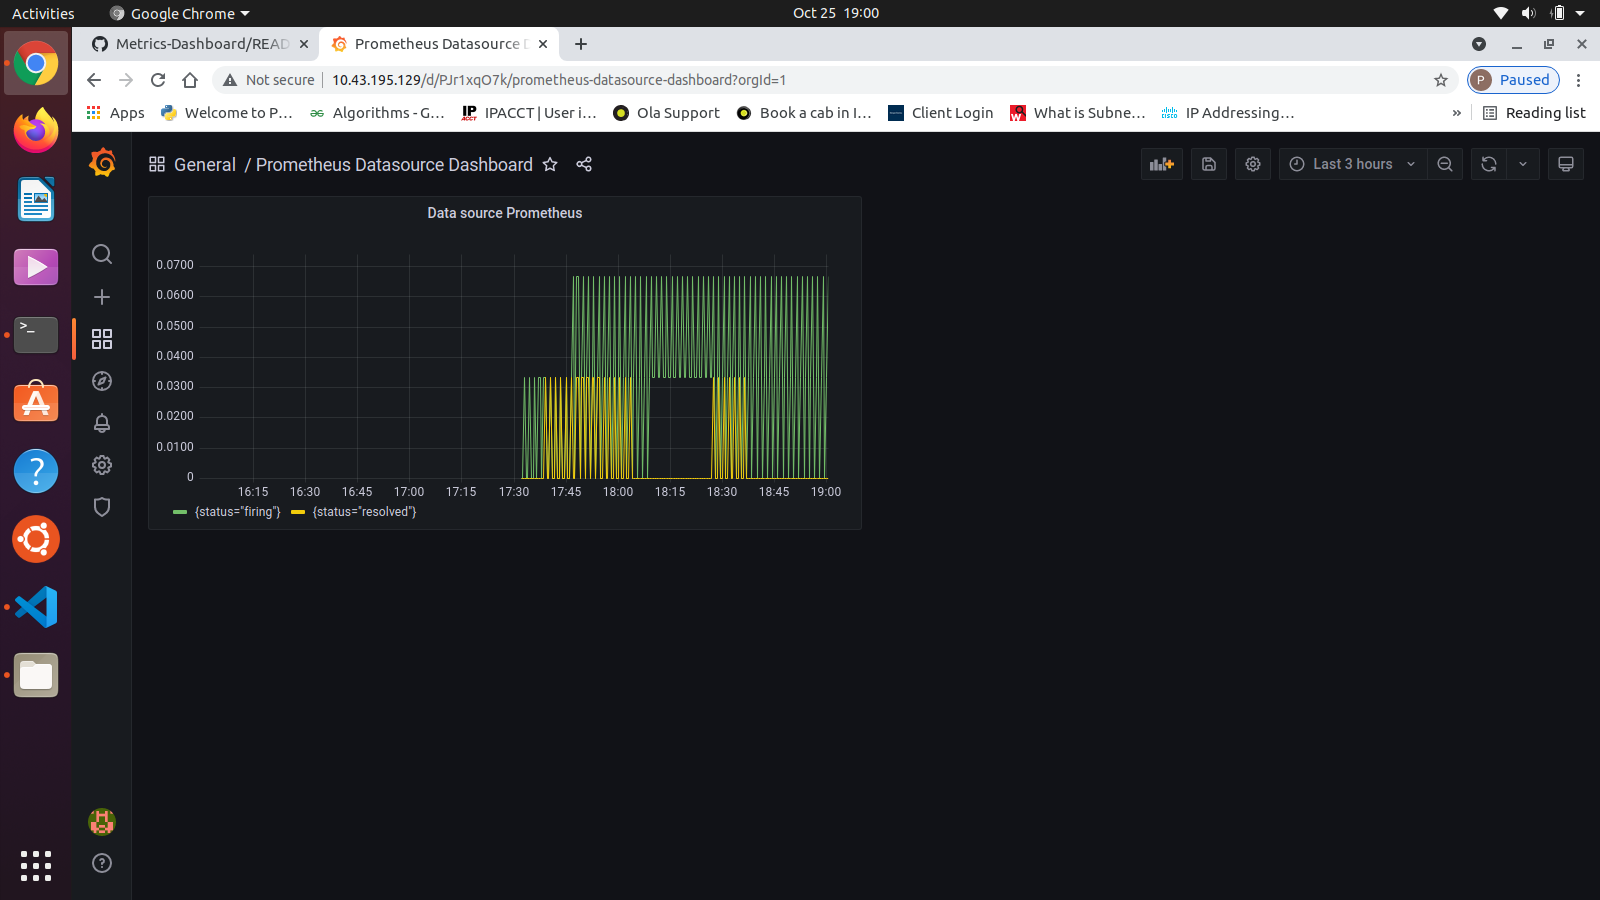 Activities Google Chrome Oct 25 19:00
Metrics-Dashboard/READ Prometheus Datasource D
Not secure 10.43.195.129/d/PJr1xqO7k/prometheus-datasource-dashboard?orgId=1 P Paused
Apps Welcome to P… Algorithms - G… IP ACCT IPACCT | User i… Ola Support Book a cab in I… Client Login W What is Subne… cisco IP Addressing… » Reading list
General / Prometheus Datasource Dashboard Last 3 hours
Data source Prometheus
0.0700
0.0600
0.0500
0.0400
0.0300
0.0200
0.0100
0
16:15 16:30 16:45 17:00 17:15 17:30 17:45 18:00 18:15 18:30 18:45 19:00
{status="firing"} {status="resolved"}
>_
A
?
?